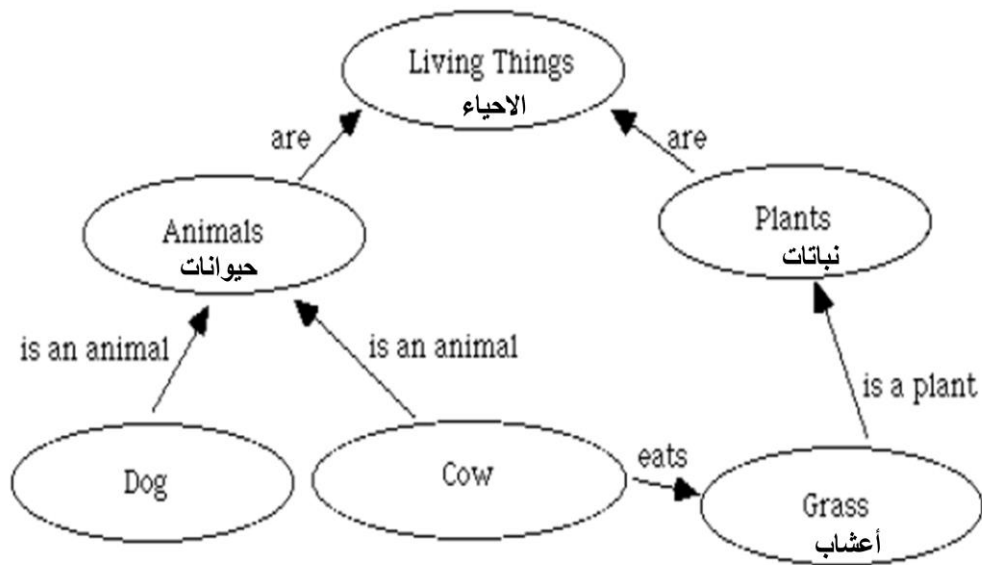 Living Things
الاحياء
are
are
Animals
حيوانات
Plants
نباتات
is an animal
is an animal
is a plant
Dog
Cow
eats
Grass
أعشاب